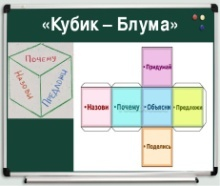 «Кубик – Блума»
Почему
Назови
Предложи
• Придумай
• Назови
• Почему
• Объясни
• Предложи
• Поделись